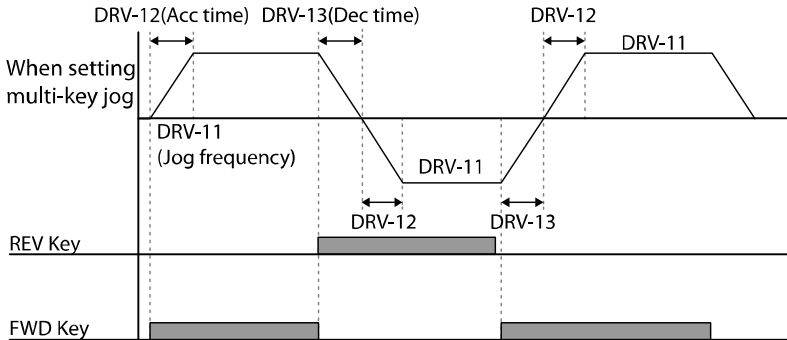 DRV-12(Acc time) DRV-13(Dec time) DRV-12
When setting
multi-key jog
DRV-11
DRV-11
(Jog frequency)
DRV-11
DRV-12
DRV-13
REV Key
FWD Key